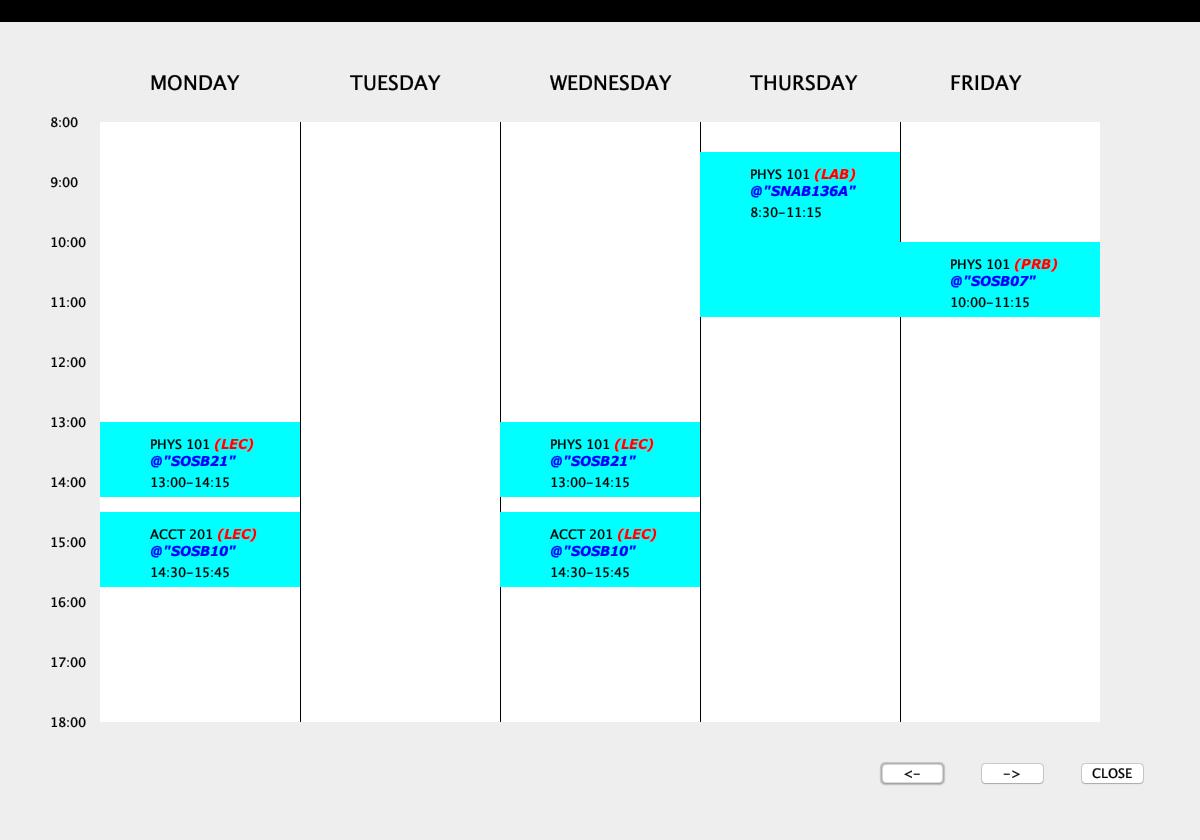 MONDAY TUESDAY WEDNESDAY THURSDAY FRIDAY
8:00
PHYS 101 (LAB)
@"SNAB136A"
8:30-11:15
9:00
10:00
PHYS 101 (PRB)
@"SOSB07"
10:00-11:15
11:00
12:00
13:00
PHYS 101 (LEC)
@"SOSB21"
13:00-14:15
PHYS 101 (LEC)
@"SOSB21"
13:00-14:15
14:00
ACCT 201 (LEC)
@"SOSB10"
14:30-15:45
ACCT 201 (LEC)
@"SOSB10"
14:30-15:45
15:00
16:00
17:00
18:00
<- -> CLOSE